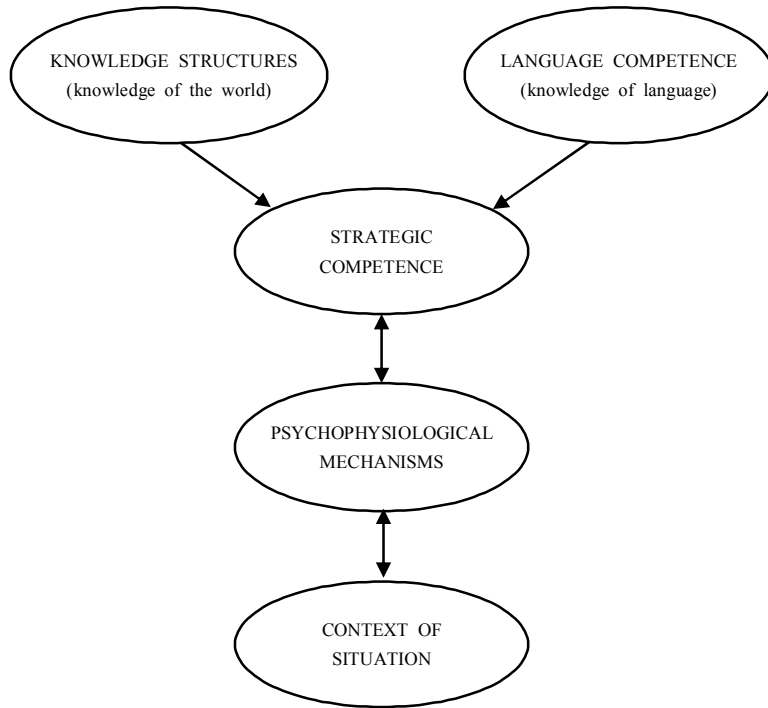 KNOWLEDGE STRUCTURES
(knowledge of the world)
LANGUAGE COMPETENCE
(knowledge of language)
STRATEGIC
COMPETENCE
PSYCHOPHYSIOLOGICAL
MECHANISMS
CONTEXT OF
SITUATION